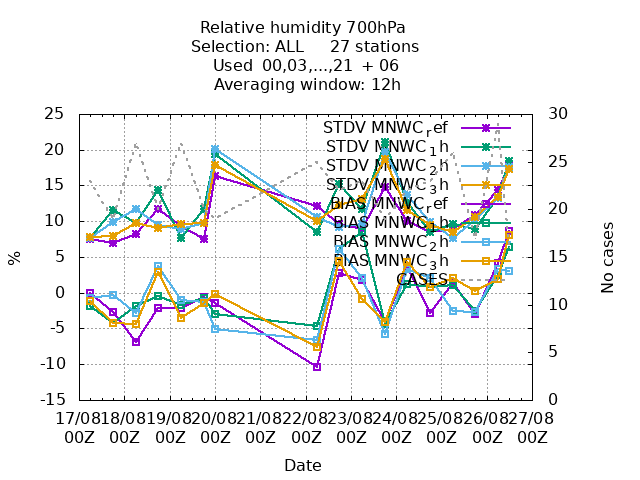 Relative humidity 700hPa
Selection: ALL 27 stations
Used 00,03,...,21 + 06
Averaging window: 12h
25 30
STDV MNWC_ref
STDV MNWC_1h
STDV MNWC_2h
STDV MNWC_3h
BIAS MNWC_ref
BIAS MNWC_1h
BIAS MNWC_2h
BIAS MNWC_3h
CASES
20
15
10
5
0
-5
-10
-15
25
20
15
10
5
0
%
No cases
17/08 18/08 19/08 20/08 21/08 22/08 23/08 24/08 25/08 26/08 27/08
00Z 00Z 00Z 00Z 00Z 00Z 00Z 00Z 00Z 00Z 00Z
Date